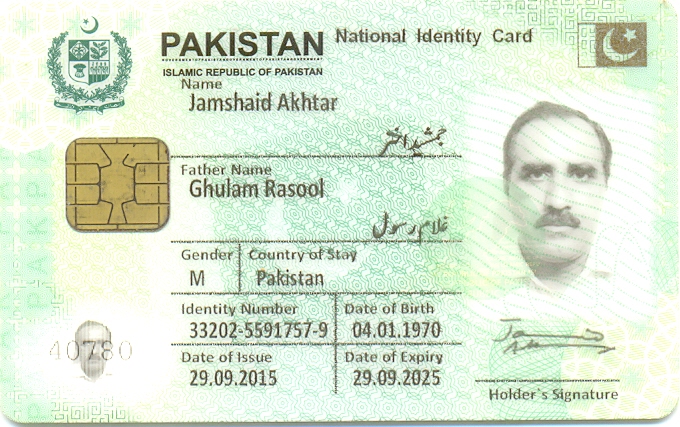 PAKISTAN National Identity Card
ISLAMIC REPUBLIC OF PAKISTAN
Name
Jamshaid Akhtar
جمشید اختر
Father Name
Ghulam Rasool
غلام رسول
Gender Country of Stay
M Pakistan
Identity Number Date of Birth
33202-5591757-9 04.01.1970
Date of Issue Date of Expiry
29.09.2015 29.09.2025
40780
Holder`s Signature